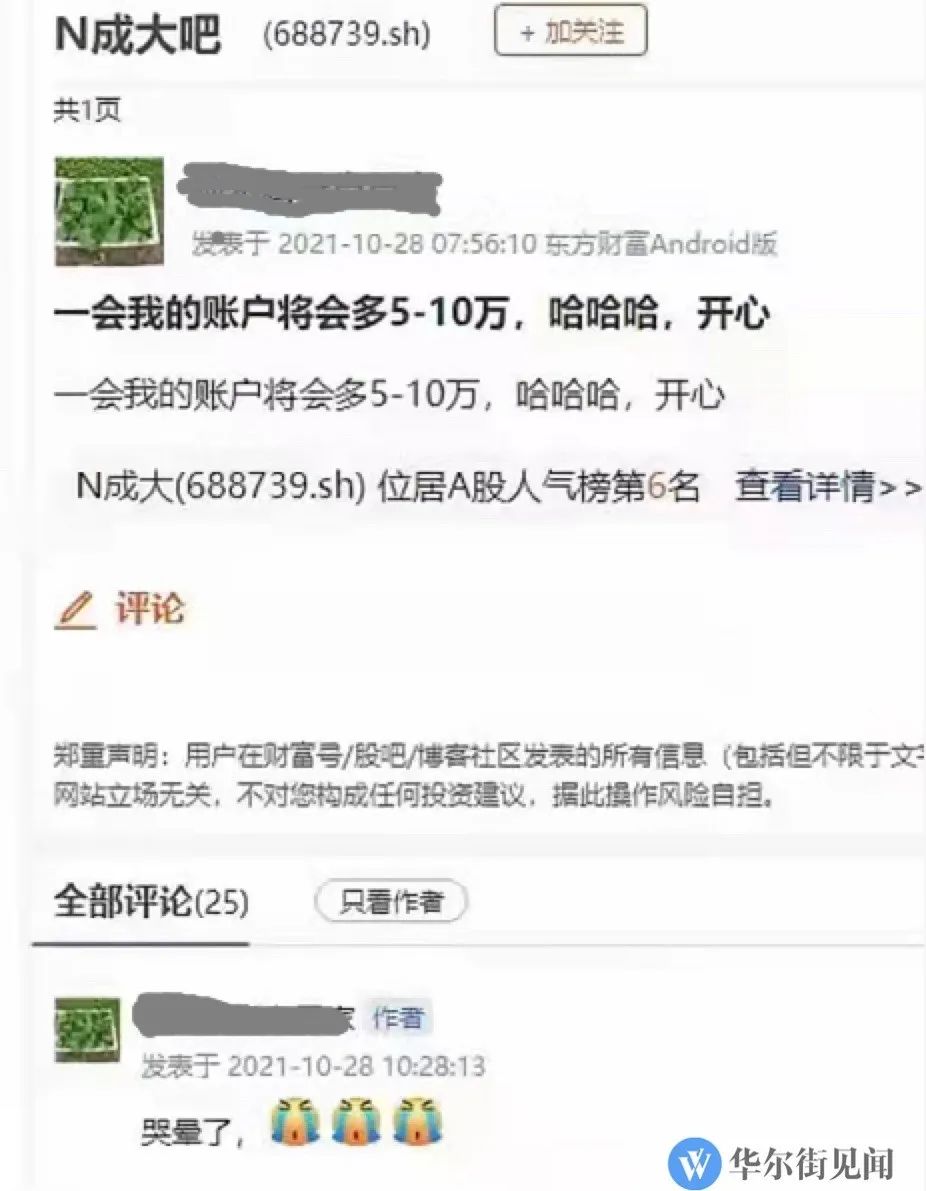 N成大吧 (688739.sh) + 加关注
共1页
发表于 2021-10-28 07:56:10 东方财富Android版
一会我的账户将会多5-10万，哈哈哈，开心
一会我的账户将会多5-10万，哈哈哈，开心
N成大(688739.sh) 位居A股人气榜第6名 查看详情>>
评论
郑重声明：用户在财富号/股吧/博客社区发表的所有信息（包括但不限于文
网站立场无关，不对您构成任何投资建议，据此操作风险自担。
全部评论(25) 只看作者
家 作者
发表于 2021-10-28 10:28:13
哭晕了，😭😭😭
华尔街见闻